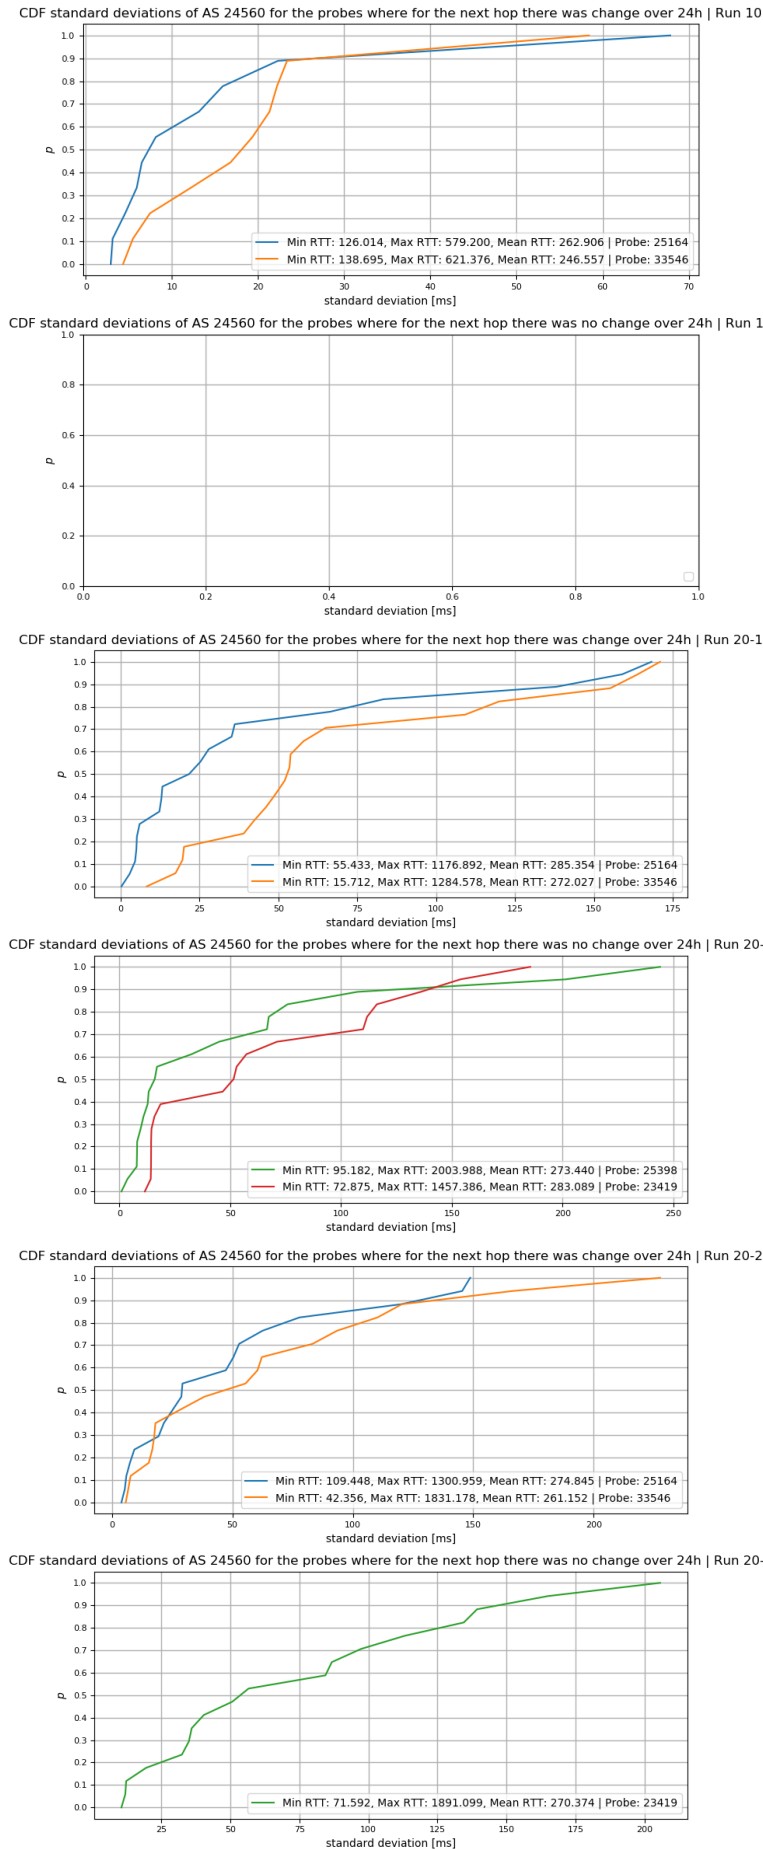 CDF standard deviations of AS 24560 for the probes where for the next hop there was change over 24h | Run 10
1.0
0.9
0.8
0.7
0.6
0.5
0.4
0.3
0.2
0.1
0.0
p
Min RTT: 126.014, Max RTT: 579.200, Mean RTT: 262.906 | Probe: 25164
Min RTT: 138.695, Max RTT: 621.376, Mean RTT: 246.557 | Probe: 33546
0 10 20 30 40 50 60 70
standard deviation [ms]
CDF standard deviations of AS 24560 for the probes where for the next hop there was no change over 24h | Run 1
1.0
0.8
0.6
0.4
0.2
0.0
p
0.0 0.2 0.4 0.6 0.8 1.0
standard deviation [ms]
CDF standard deviations of AS 24560 for the probes where for the next hop there was change over 24h | Run 20-1
1.0
0.9
0.8
0.7
0.6
0.5
0.4
0.3
0.2
0.1
0.0
p
Min RTT: 55.433, Max RTT: 1176.892, Mean RTT: 285.354 | Probe: 25164
Min RTT: 15.712, Max RTT: 1284.578, Mean RTT: 272.027 | Probe: 33546
0 25 50 75 100 125 150 175
standard deviation [ms]
CDF standard deviations of AS 24560 for the probes where for the next hop there was no change over 24h | Run 20-
1.0
0.9
0.8
0.7
0.6
0.5
0.4
0.3
0.2
0.1
0.0
p
Min RTT: 95.182, Max RTT: 2003.988, Mean RTT: 273.440 | Probe: 25398
Min RTT: 72.875, Max RTT: 1457.386, Mean RTT: 283.089 | Probe: 23419
0 50 100 150 200 250
standard deviation [ms]
CDF standard deviations of AS 24560 for the probes where for the next hop there was change over 24h | Run 20-2
1.0
0.9
0.8
0.7
0.6
0.5
0.4
0.3
0.2
0.1
0.0
p
Min RTT: 109.448, Max RTT: 1300.959, Mean RTT: 274.845 | Probe: 25164
Min RTT: 42.356, Max RTT: 1831.178, Mean RTT: 261.152 | Probe: 33546
0 50 100 150 200
standard deviation [ms]
CDF standard deviations of AS 24560 for the probes where for the next hop there was no change over 24h | Run 20-
1.0
0.9
0.8
0.7
0.6
0.5
0.4
0.3
0.2
0.1
0.0
p
Min RTT: 71.592, Max RTT: 1891.099, Mean RTT: 270.374 | Probe: 23419
25 50 75 100 125 150 175 200
standard deviation [ms]